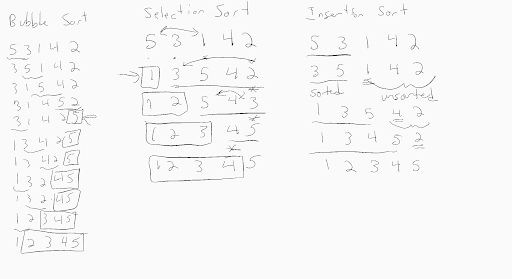 Bubble Sort
5 3 1 4 2
3 5 1 4 2
3 1 5 4 2
3 1 4 5 2
3 1 4 2 5
1 3 4 2 5
1 3 4 2 5
1 3 2 4 5
1 3 2 4 5
1 2 3 4 5
1 2 3 4 5
Selection Sort
5 3 1 4 2
1 3 5 4 2
1 2 5 4 3
1 2 3 4 5
1 2 3 4 5
Insertion Sort
5 3 1 4 2
3 5 1 4 2
sorted unsorted
1 3 5 4 2
1 3 4 5 2
1 2 3 4 5